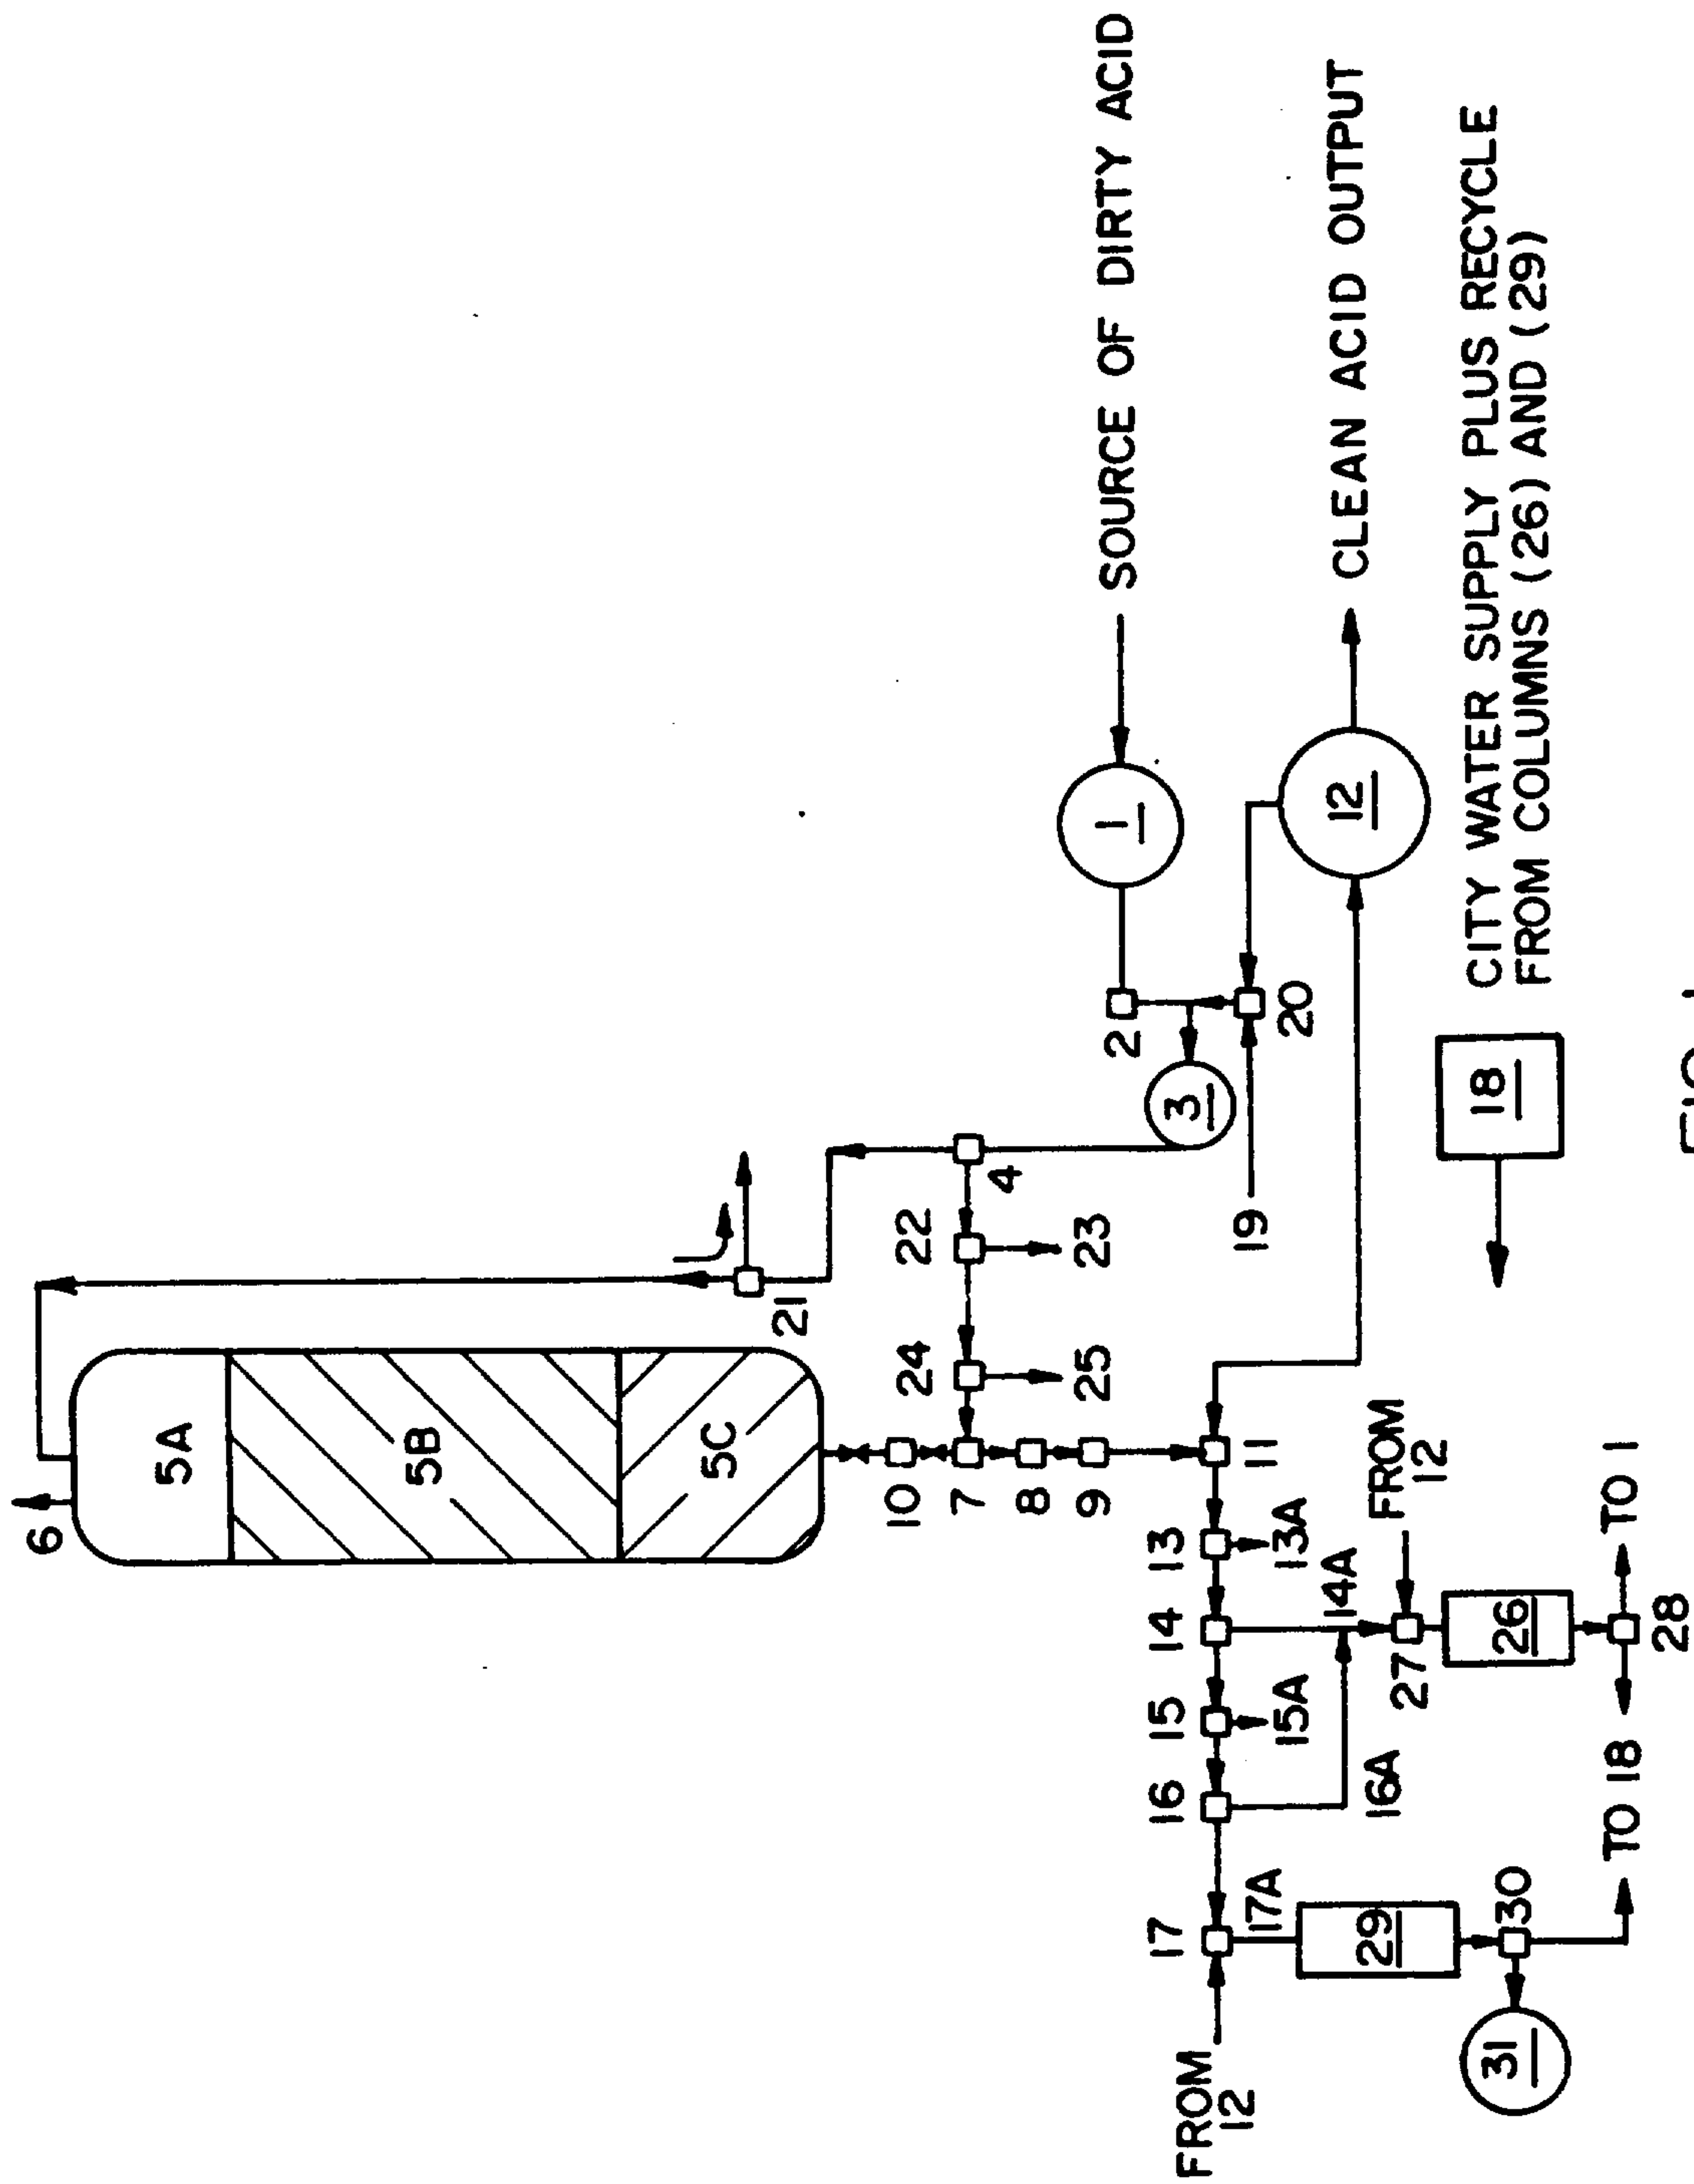 6
5A
5B
5C
21
10
7
8
9
24
25
22
23
4
3
2
1
SOURCE OF DIRTY ACID
19
20
12
CLEAN ACID OUTPUT
18
CITY WATER SUPPLY PLUS RECYCLE
FROM COLUMNS (26) AND (29)
11
13
13A
14
14A
15
15A
16
16A
17
17A
FROM
12
FROM
12
27
26
28
TO 1
TO 18
29
30
31